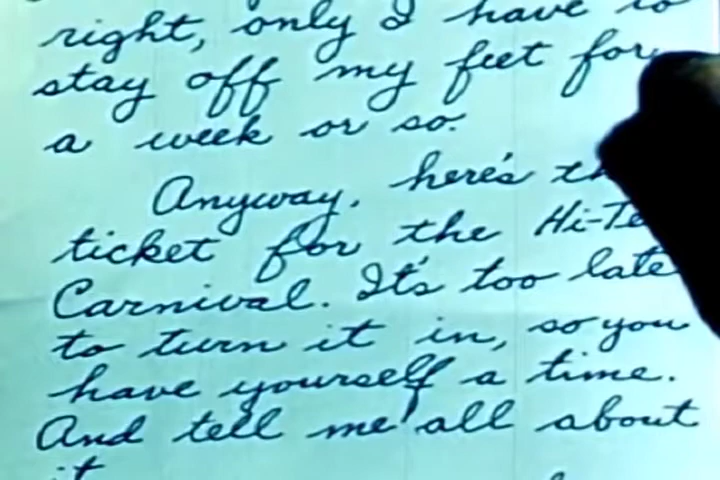 right, only I have to
stay off my feet for
a week or so.
Anyway, here's
ticket for the
Carnival. It's too late
to turn it in, so you
have yourself a time.
And tell me all about
it